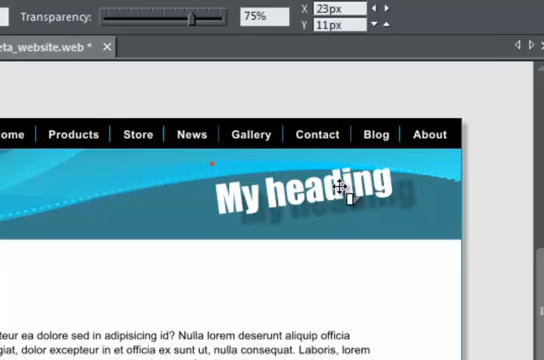 Transparency: 75% X 23px
Y 11px
eta_website.web * ×
ome Products Store News Gallery Contact Blog About
My heading
teur ea dolore sed in adipisicing id? Nulla lorem deserunt aliquip officia
giat, dolor excepteur in et officia ex sunt ut, nulla consequat. Laboris, lorem